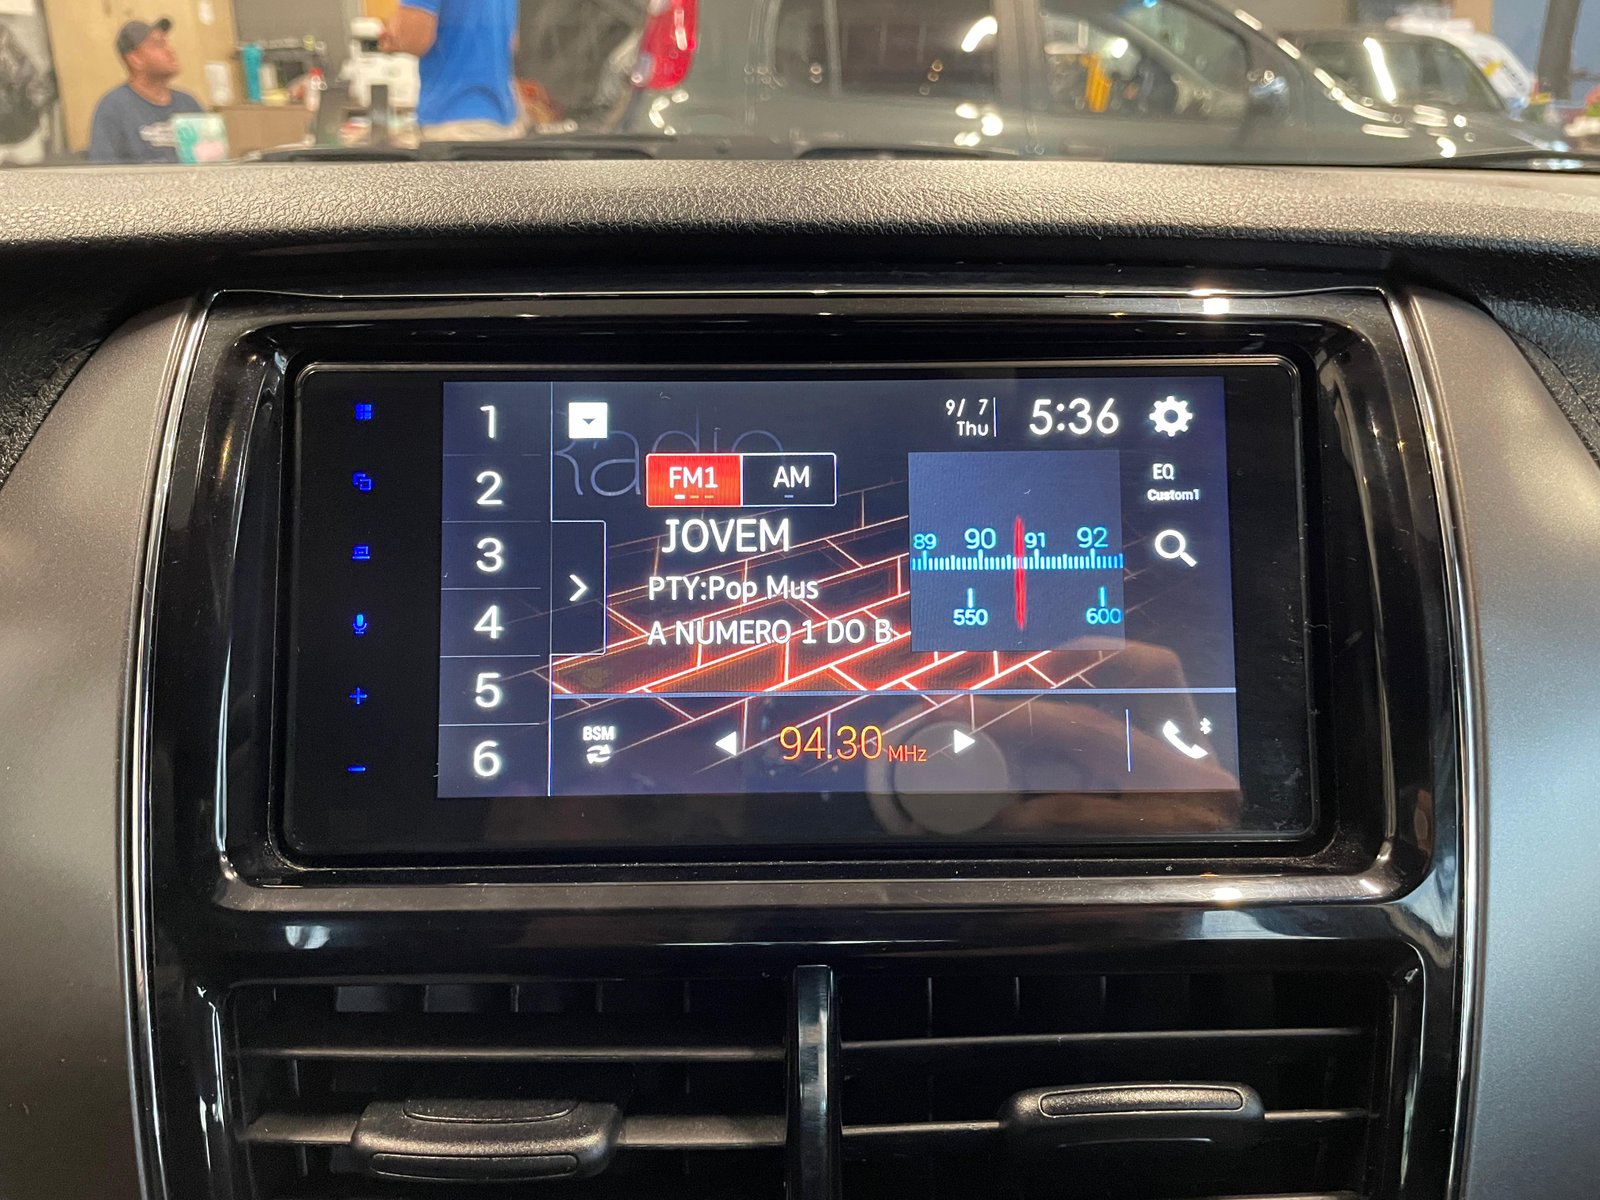 1
2
3
4
5
6
Radio
9/ 7
Thu
5:36
FM1
AM
JOVEM
PTY:Pop Mus
A NUMERO 1 DO B
EQ
Custom1
89 90 91 92
550 600
BSM
94.30 MHz